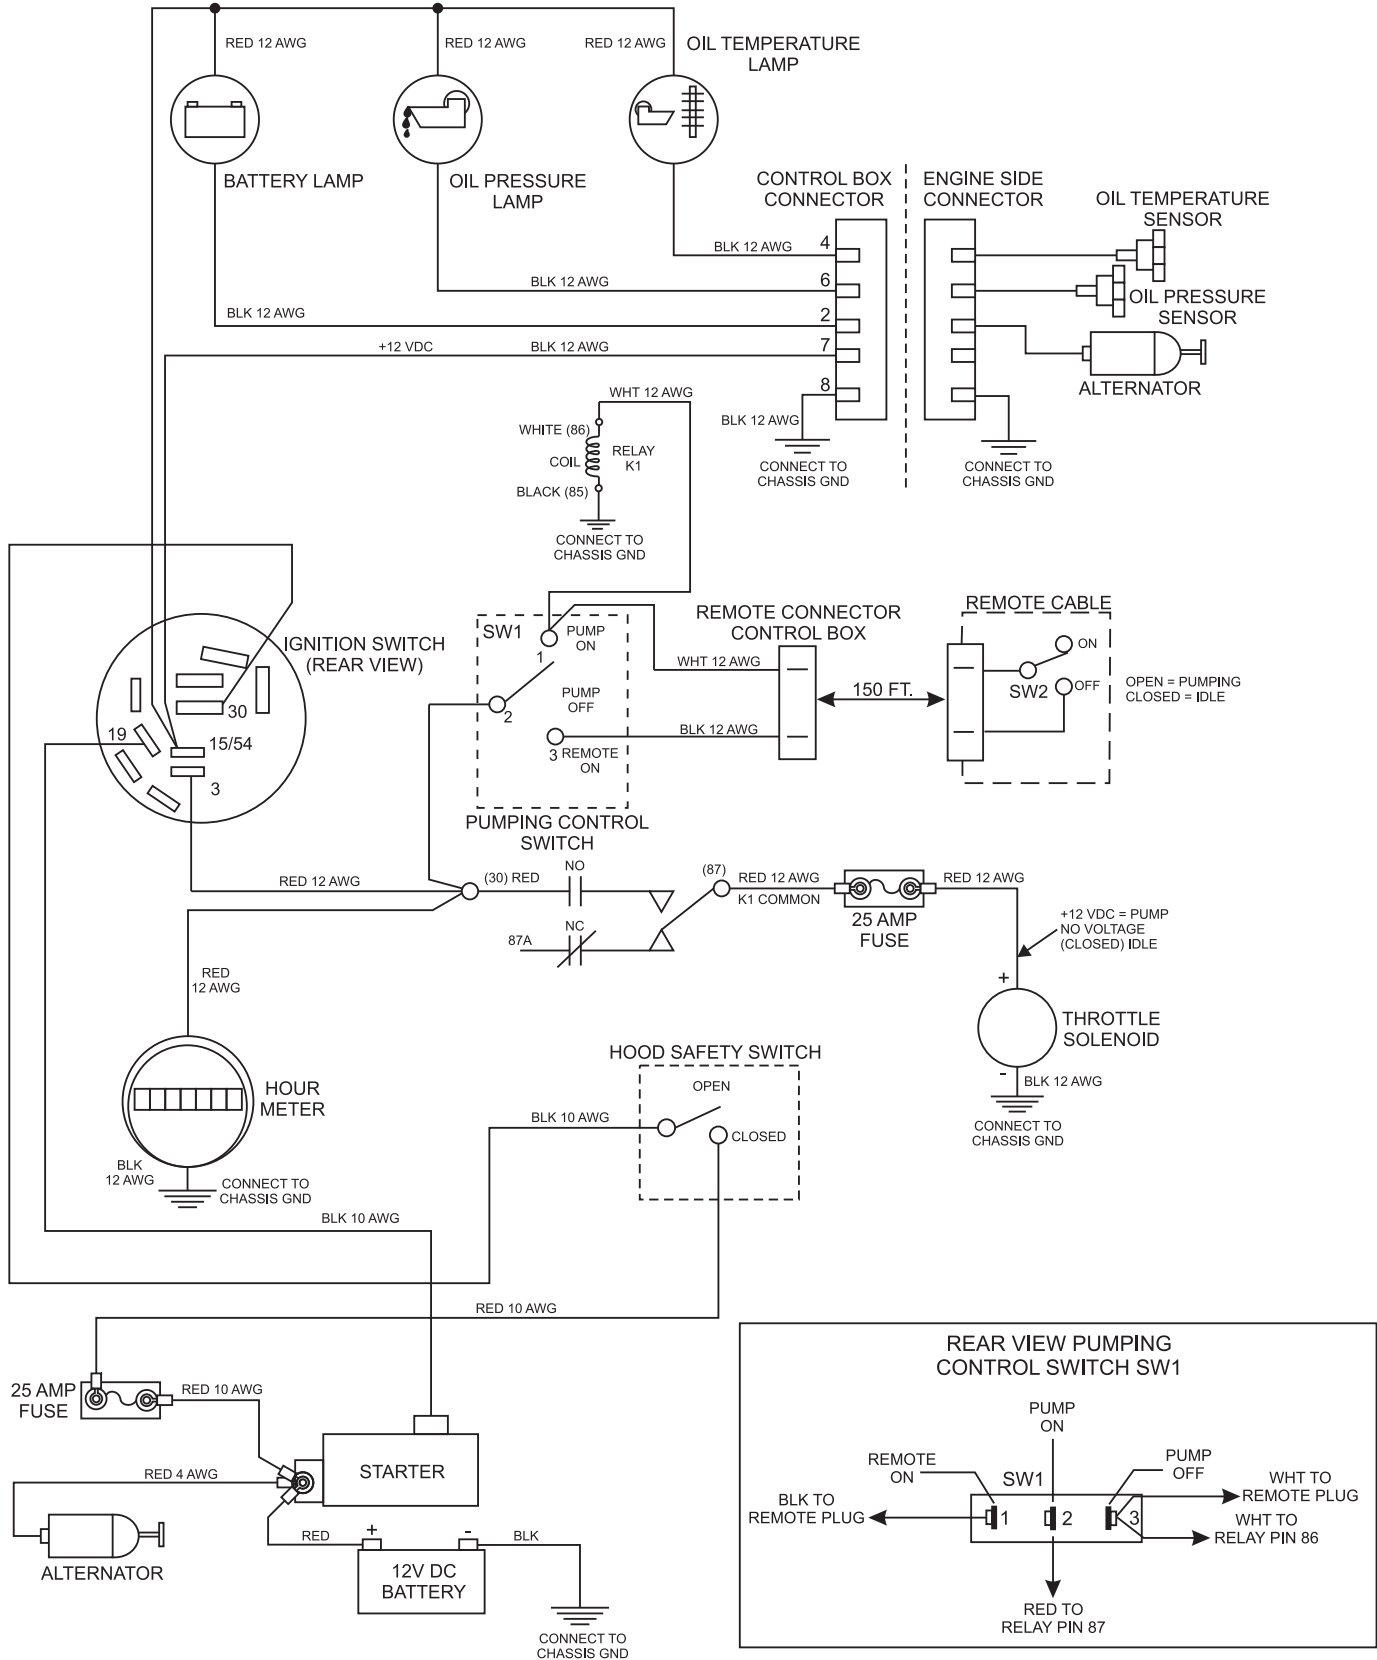 RED 12 AWG
RED 12 AWG
RED 12 AWG
OIL TEMPERATURE
LAMP
BATTERY LAMP
OIL PRESSURE
LAMP
CONTROL BOX
CONNECTOR
ENGINE SIDE
CONNECTOR
OIL TEMPERATURE
SENSOR
BLK 12 AWG
4
BLK 12 AWG
6
OIL PRESSURE
SENSOR
BLK 12 AWG
2
+12 VDC
BLK 12 AWG
7
ALTERNATOR
8
BLK 12 AWG
CONNECT TO
CHASSIS GND
CONNECT TO
CHASSIS GND
WHT 12 AWG
WHITE (86)
COIL
RELAY
K1
BLACK (85)
CONNECT TO
CHASSIS GND
IGNITION SWITCH
(REAR VIEW)
30
19
15/54
3
SW1
PUMP
ON
1
PUMP
OFF
2
3
REMOTE
ON
PUMPING CONTROL
SWITCH
REMOTE CONNECTOR
CONTROL BOX
WHT 12 AWG
BLK 12 AWG
150 FT.
REMOTE CABLE
ON
SW2
OFF
OPEN = PUMPING
CLOSED = IDLE
RED 12 AWG
(30) RED
NO
(87)
RED 12 AWG
K1 COMMON
RED 12 AWG
25 AMP
FUSE
87A
NC
+12 VDC = PUMP
NO VOLTAGE
(CLOSED) IDLE
RED
12 AWG
+
THROTTLE
SOLENOID
-
BLK 12 AWG
CONNECT TO
CHASSIS GND
HOUR
METER
BLK
12 AWG
CONNECT TO
CHASSIS GND
HOOD SAFETY SWITCH
OPEN
BLK 10 AWG
CLOSED
BLK 10 AWG
RED 10 AWG
25 AMP
FUSE
RED 10 AWG
STARTER
RED 4 AWG
ALTERNATOR
RED
+
-
BLK
12V DC
BATTERY
CONNECT TO
CHASSIS GND
REAR VIEW PUMPING
CONTROL SWITCH SW1
PUMP
ON
REMOTE
ON
SW1
PUMP
OFF
BLK TO
REMOTE PLUG
1
2
3
WHT TO
REMOTE PLUG
WHT TO
RELAY PIN 86
RED TO
RELAY PIN 87